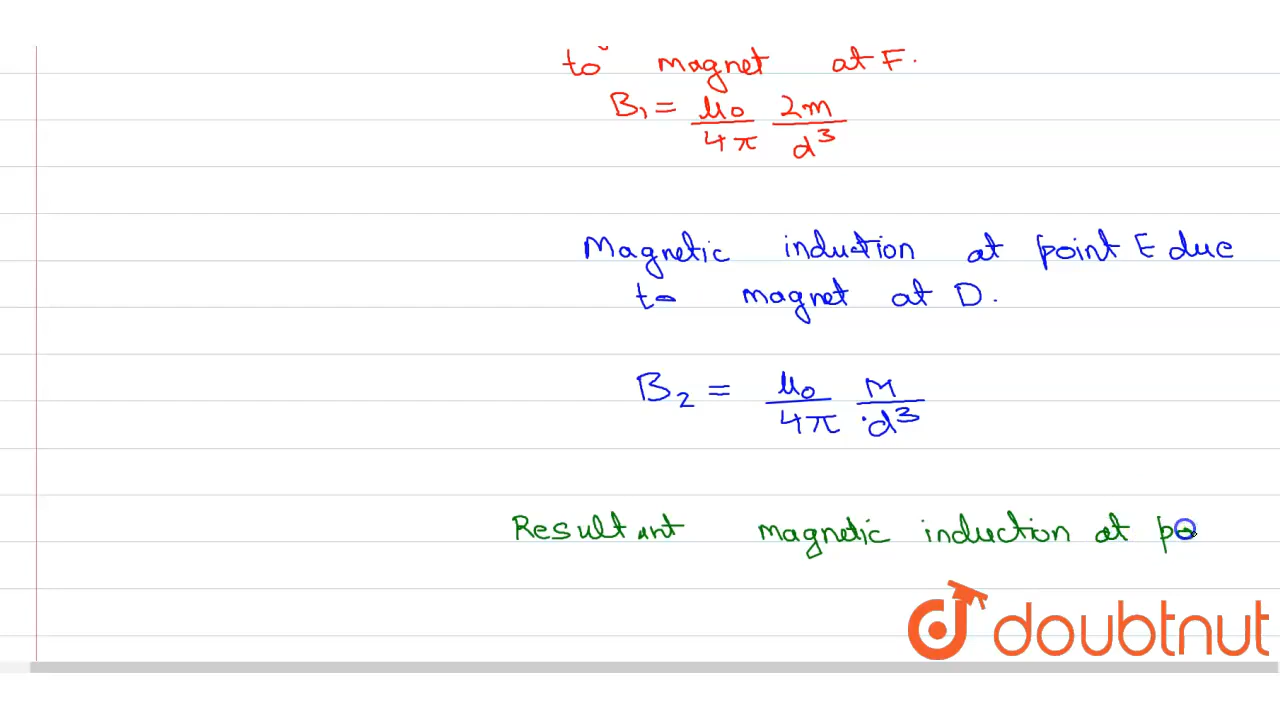 to magnet at F.
B₁ = μ₀/4π 2m/d³
Magnetic induction at point E due
to magnet at D.
B₂ = μ₀/4π M/d³
Resultant magnetic induction at po
doubtnut